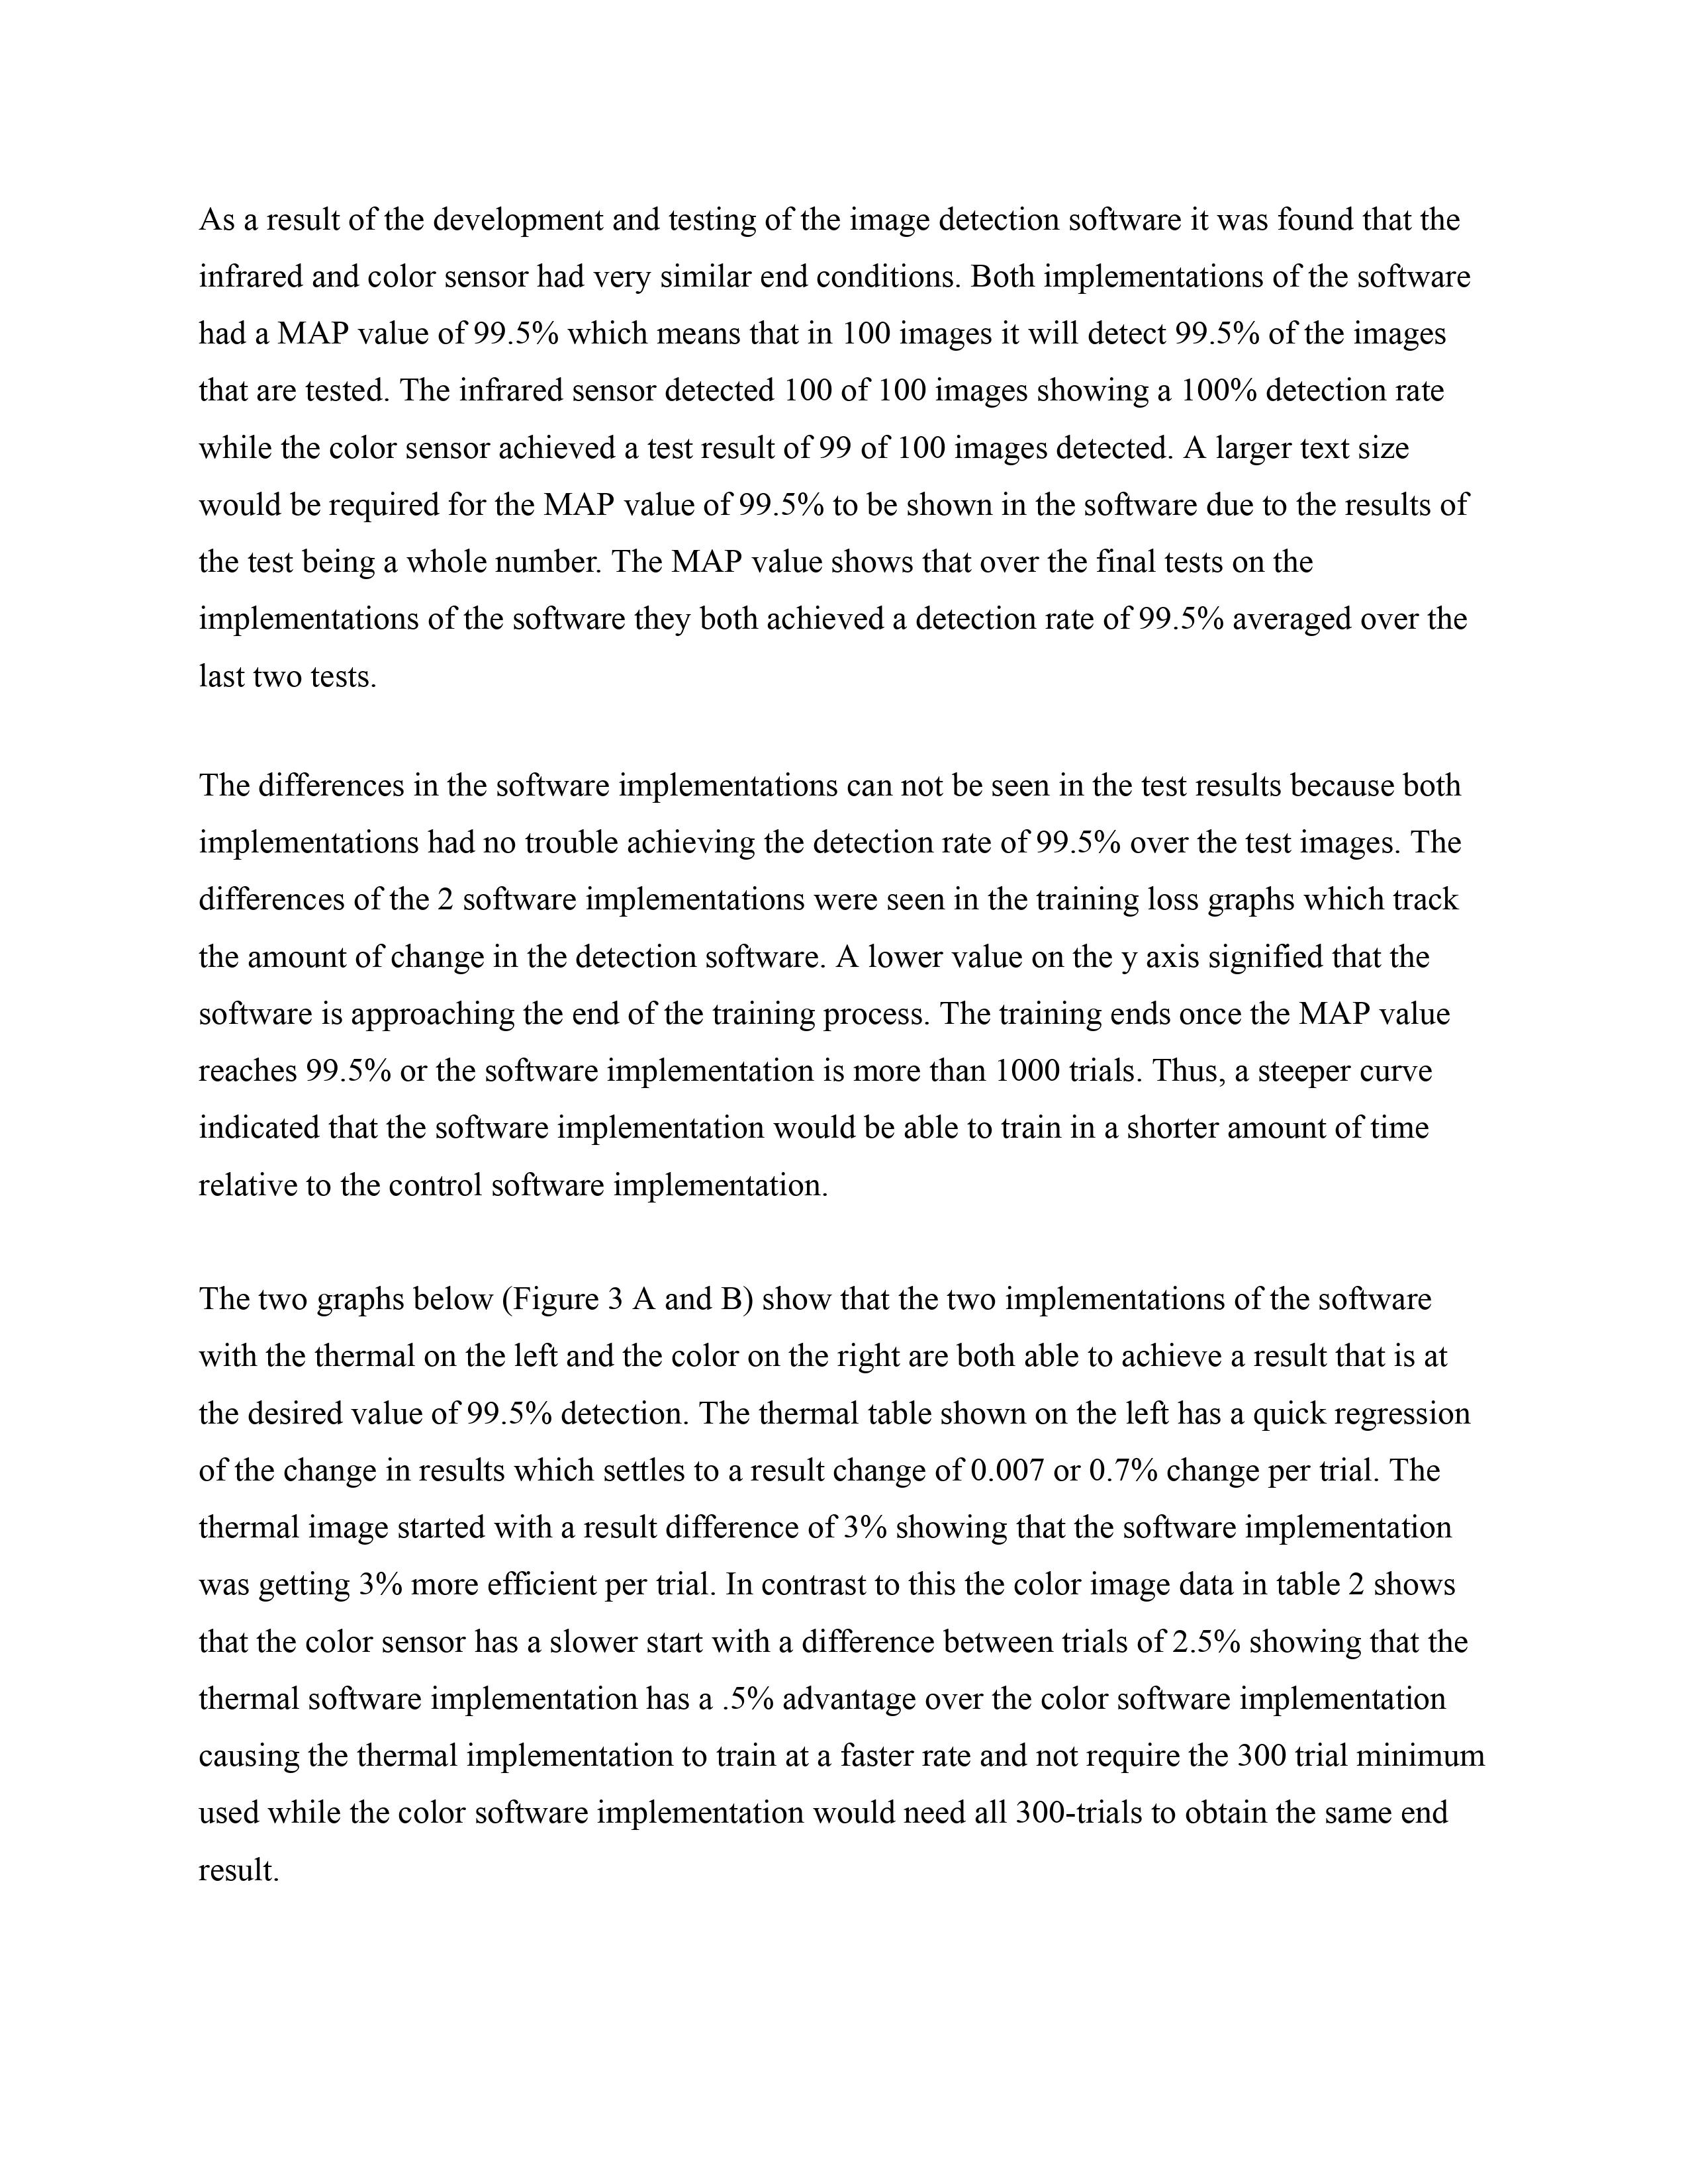 As a result of the development and testing of the image detection software it was found that the
infrared and color sensor had very similar end conditions. Both implementations of the software
had a MAP value of 99.5% which means that in 100 images it will detect 99.5% of the images
that are tested. The infrared sensor detected 100 of 100 images showing a 100% detection rate
while the color sensor achieved a test result of 99 of 100 images detected. A larger text size
would be required for the MAP value of 99.5% to be shown in the software due to the results of
the test being a whole number. The MAP value shows that over the final tests on the
implementations of the software they both achieved a detection rate of 99.5% averaged over the
last two tests.
The differences in the software implementations can not be seen in the test results because both
implementations had no trouble achieving the detection rate of 99.5% over the test images. The
differences of the 2 software implementations were seen in the training loss graphs which track
the amount of change in the detection software. A lower value on the y axis signified that the
software is approaching the end of the training process. The training ends once the MAP value
reaches 99.5% or the software implementation is more than 1000 trials. Thus, a steeper curve
indicated that the software implementation would be able to train in a shorter amount of time
relative to the control software implementation.
The two graphs below (Figure 3 A and B) show that the two implementations of the software
with the thermal on the left and the color on the right are both able to achieve a result that is at
the desired value of 99.5% detection. The thermal table shown on the left has a quick regression
of the change in results which settles to a result change of 0.007 or 0.7% change per trial. The
thermal image started with a result difference of 3% showing that the software implementation
was getting 3% more efficient per trial. In contrast to this the color image data in table 2 shows
that the color sensor has a slower start with a difference between trials of 2.5% showing that the
thermal software implementation has a .5% advantage over the color software implementation
causing the thermal implementation to train at a faster rate and not require the 300 trial minimum
used while the color software implementation would need all 300-trials to obtain the same end
result.